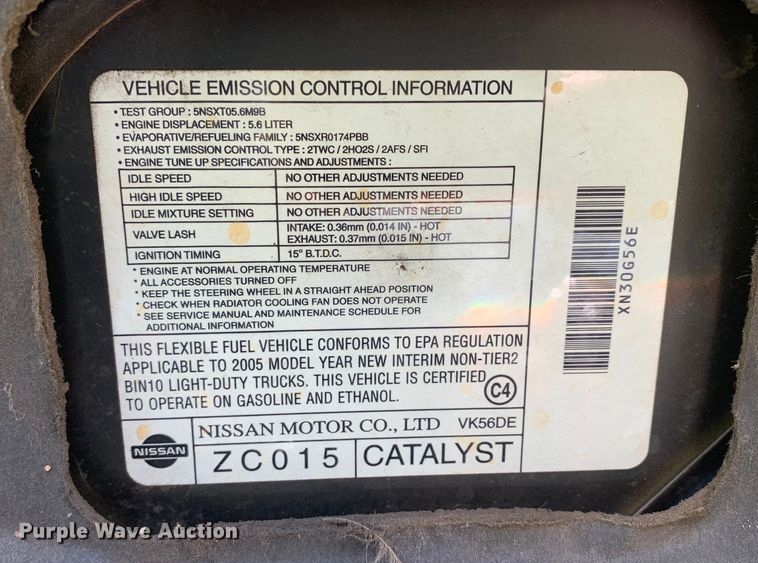 VEHICLE EMISSION CONTROL INFORMATION
• TEST GROUP : 5NSXT05.6M9B
• ENGINE DISPLACEMENT : 5.6 LITER
• EVAPORATIVE/REFUELING FAMILY : 5NSXR0174PBB
• EXHAUST EMISSION CONTROL TYPE : 2TWC / 2HO2S / 2AFS / SFI
• ENGINE TUNE UP SPECIFICATIONS AND ADJUSTMENTS :
IDLE SPEED NO OTHER ADJUSTMENTS NEEDED
HIGH IDLE SPEED NO OTHER ADJUSTMENTS NEEDED
IDLE MIXTURE SETTING NO OTHER ADJUSTMENTS NEEDED
VALVE LASH INTAKE: 0.36mm (0.014 IN) - HOT
EXHAUST: 0.37mm (0.015 IN) - HOT
IGNITION TIMING 15° B.T.D.C.
* ENGINE AT NORMAL OPERATING TEMPERATURE
* ALL ACCESSORIES TURNED OFF
* KEEP THE STEERING WHEEL IN A STRAIGHT AHEAD POSITION
* CHECK WHEN RADIATOR COOLING FAN DOES NOT OPERATE
* SEE SERVICE MANUAL AND MAINTENANCE SCHEDULE FOR
ADDITIONAL INFORMATION
THIS FLEXIBLE FUEL VEHICLE CONFORMS TO EPA REGULATION
APPLICABLE TO 2005 MODEL YEAR NEW INTERIM NON-TIER2
BIN10 LIGHT-DUTY TRUCKS. THIS VEHICLE IS CERTIFIED
TO OPERATE ON GASOLINE AND ETHANOL.
C4
NISSAN
NISSAN MOTOR CO., LTD VK56DE
ZC015 CATALYST
XN30G56E
Purple Wave Auction